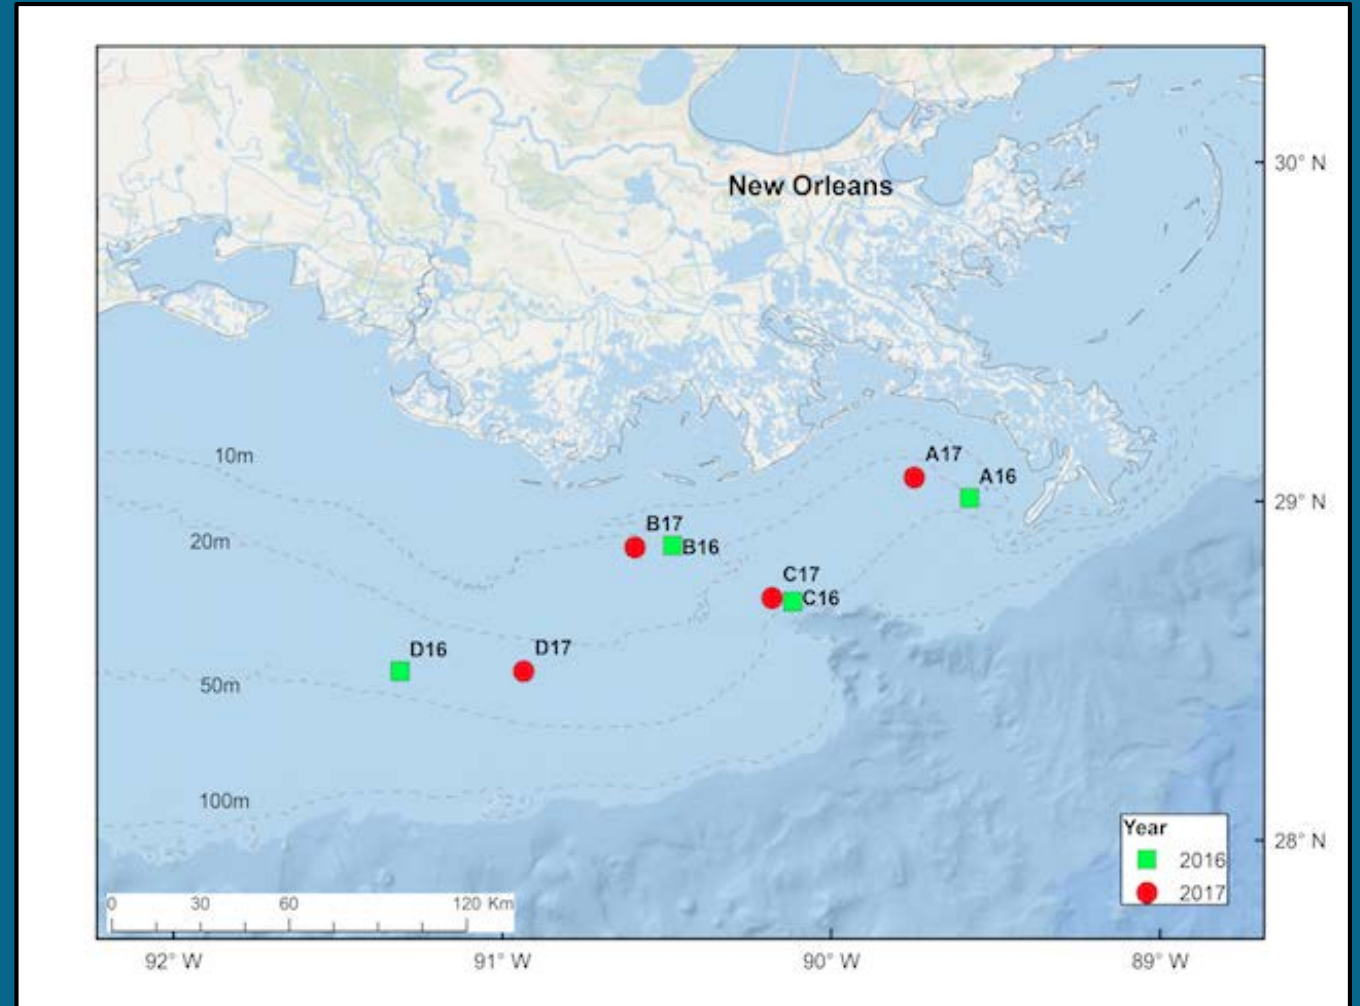 30° N
New Orleans
A17
10m
A16
29° N
B17
20m
B16
C17
C16
D16
D17
50m
100m
Year
28° N
2016
2017
0 30 60 120 Km
92° W 91° W 90° W 89° W